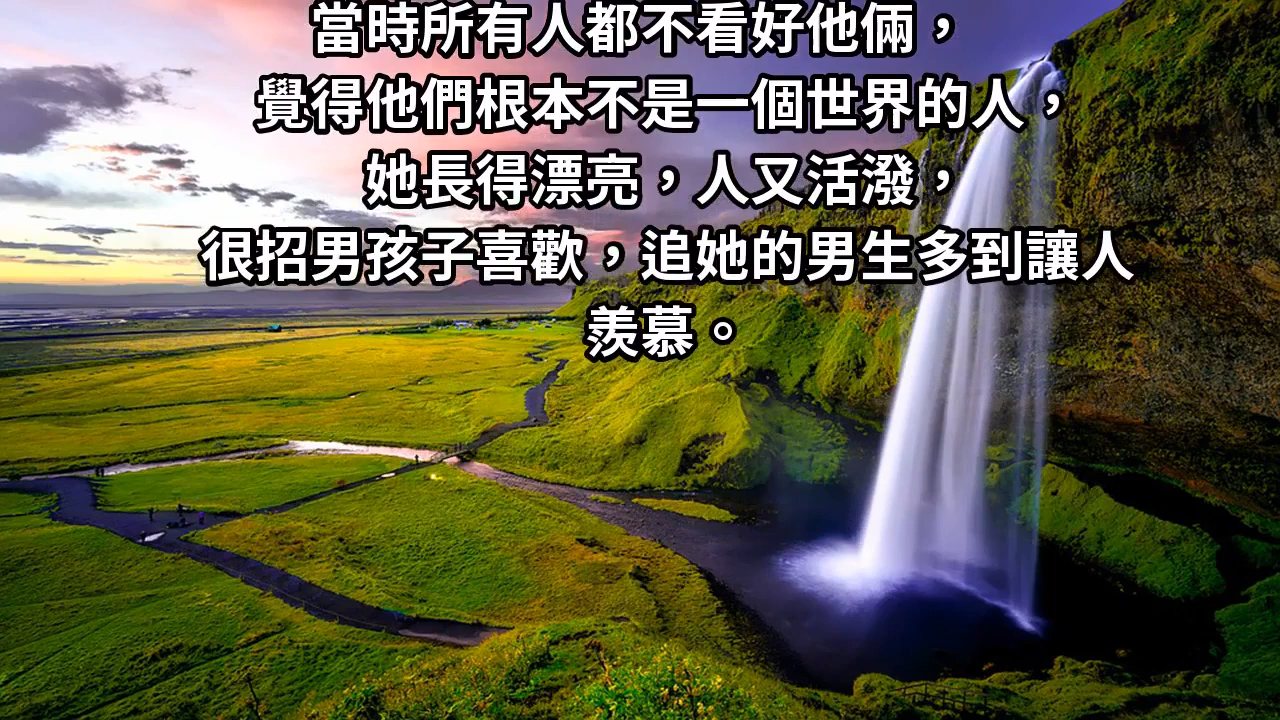 當時所有人都不看好他倆，
覺得他們根本不是一個世界的人，
她長得漂亮，人又活潑，
很招男孩子喜歡，追她的男生多到讓人
羨慕。